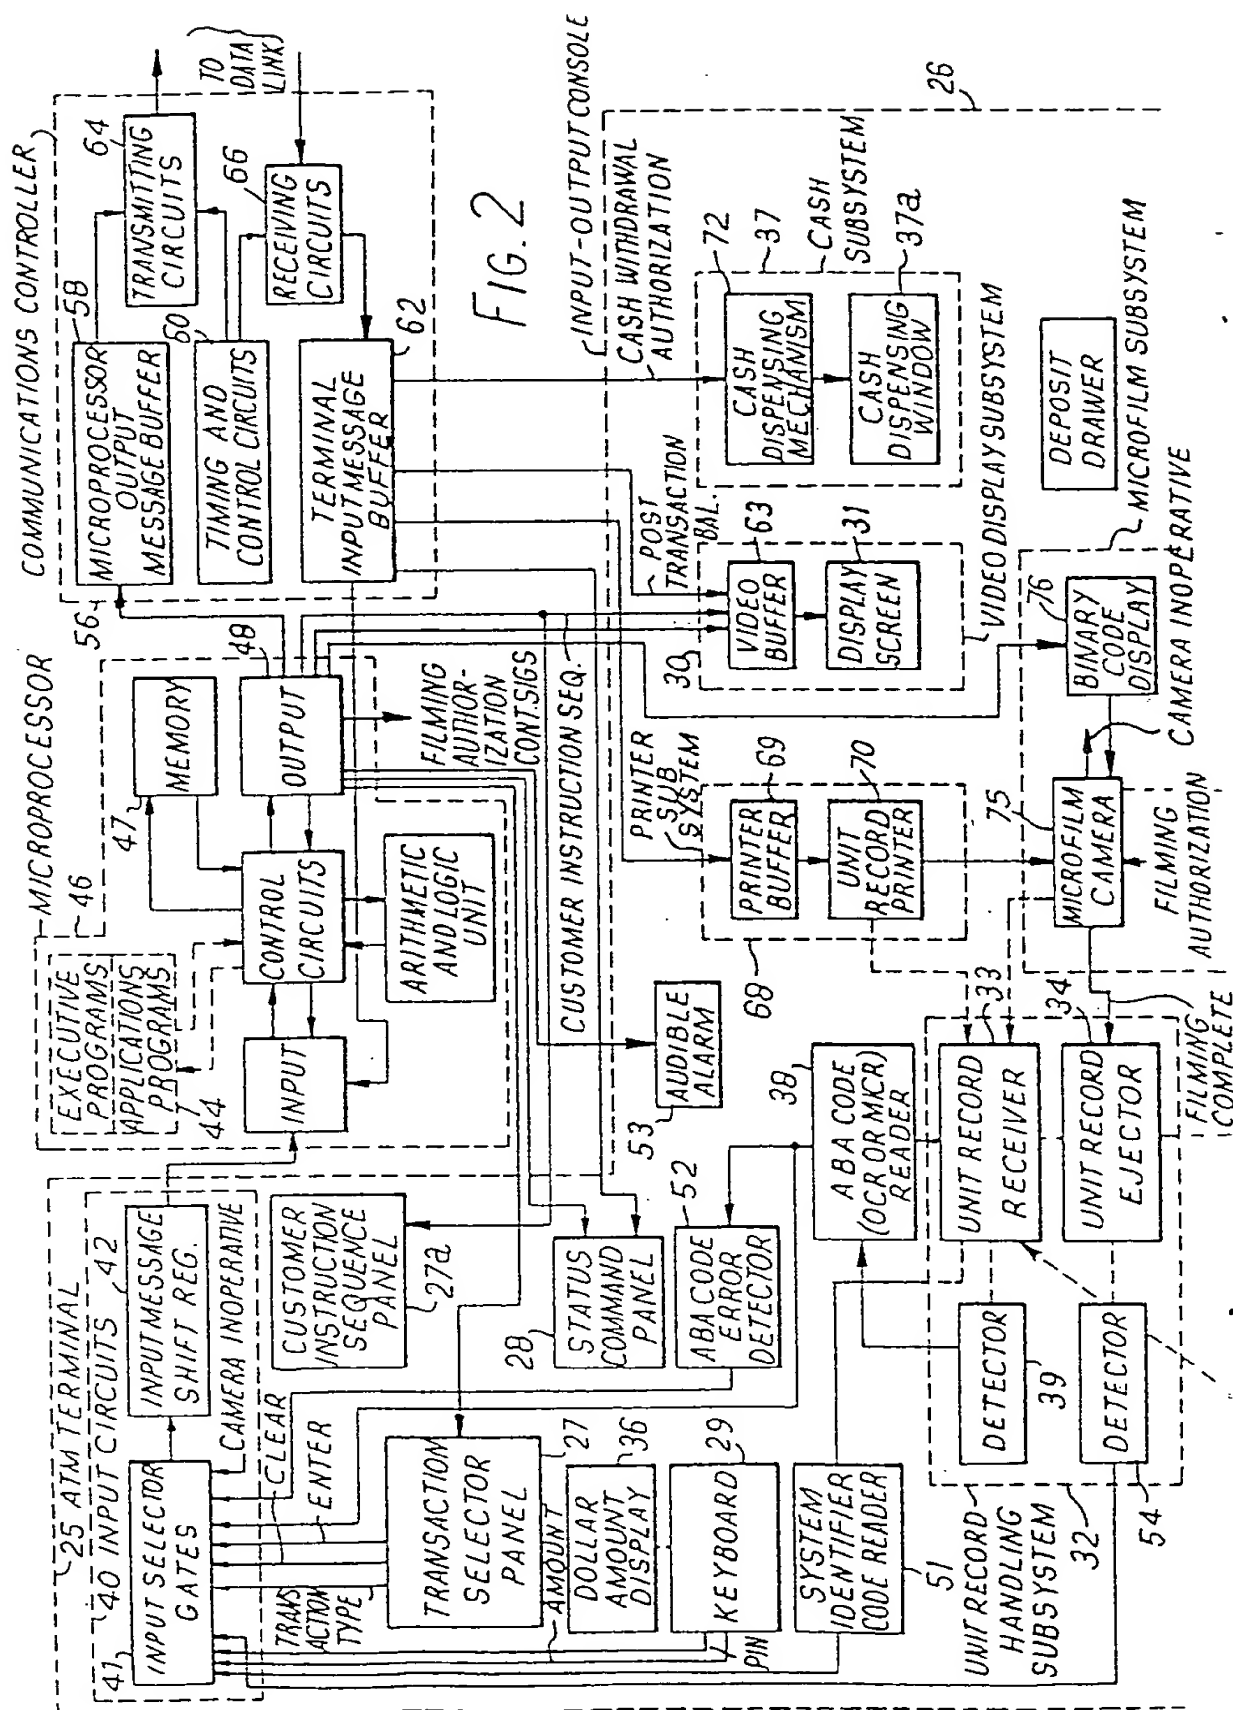 COMMUNICATIONS CONTROLLER
58
MICROPROCESSOR
OUTPUT
MESSAGE BUFFER
64
TRANSMITTING
CIRCUITS
TO
DATA
LINK
60
TIMING AND
CONTROL CIRCUITS
66
RECEIVING
CIRCUITS
TERMINAL
INPUT MESSAGE
BUFFER
62
56
FIG. 2
MICROPROCESSOR
46
EXECUTIVE
PROGRAMS
APPLICATIONS
PROGRAMS
44
47
MEMORY
INPUT
CONTROL
CIRCUITS
48
OUTPUT
ARITHMETIC
AND LOGIC
UNIT
FILMING
AUTHOR-
IZATION
CONT.SIGS
25 ATM TERMINAL
40 INPUT CIRCUITS
42
41
INPUT SELECTOR
GATES
INPUT MESSAGE
SHIFT REG.
CAMERA INOPERATIVE
CLEAR
ENTER
TRANS
ACTION
TYPE
CUSTOMER
INSTRUCTION
SEQUENCE
PANEL
27a
CUSTOMER INSTRUCTION SEQ.
TRANSACTION
SELECTOR
PANEL
27
AMOUNT
DOLLAR
AMOUNT
DISPLAY
36
KEYBOARD
29
PIN
SYSTEM
IDENTIFIER
CODE READER
51
28
STATUS
COMMAND
PANEL
52
ABA CODE
ERROR
DETECTOR
53
AUDIBLE
ALARM
38
ABA CODE
(OCR OR MICR)
READER
UNIT RECORD
HANDLING
SUBSYSTEM
32
33
UNIT RECORD
RECEIVER
34
UNIT RECORD
EJECTOR
DETECTOR
39
DETECTOR
54
FILMING
COMPLETE
PRINTER
SUB
SYSTEM
PRINTER
BUFFER
69
UNIT
RECORD
PRINTER
70
68
POST
TRANSACTION
BAL.
30
VIDEO
BUFFER
63
DISPLAY
SCREEN
31
VIDEO DISPLAY SUBSYSTEM
INPUT-OUTPUT CONSOLE
CASH WITHDRAWAL
AUTHORIZATION
26
72
CASH
DISPENSING
MECHANISM
37
CASH
SUBSYSTEM
CASH
DISPENSING
WINDOW
37a
DEPOSIT
DRAWER
MICROFILM SUBSYSTEM
75
MICROFILM
CAMERA
76
BINARY
CODE
DISPLAY
CAMERA INOPERATIVE
FILMING
AUTHORIZATION